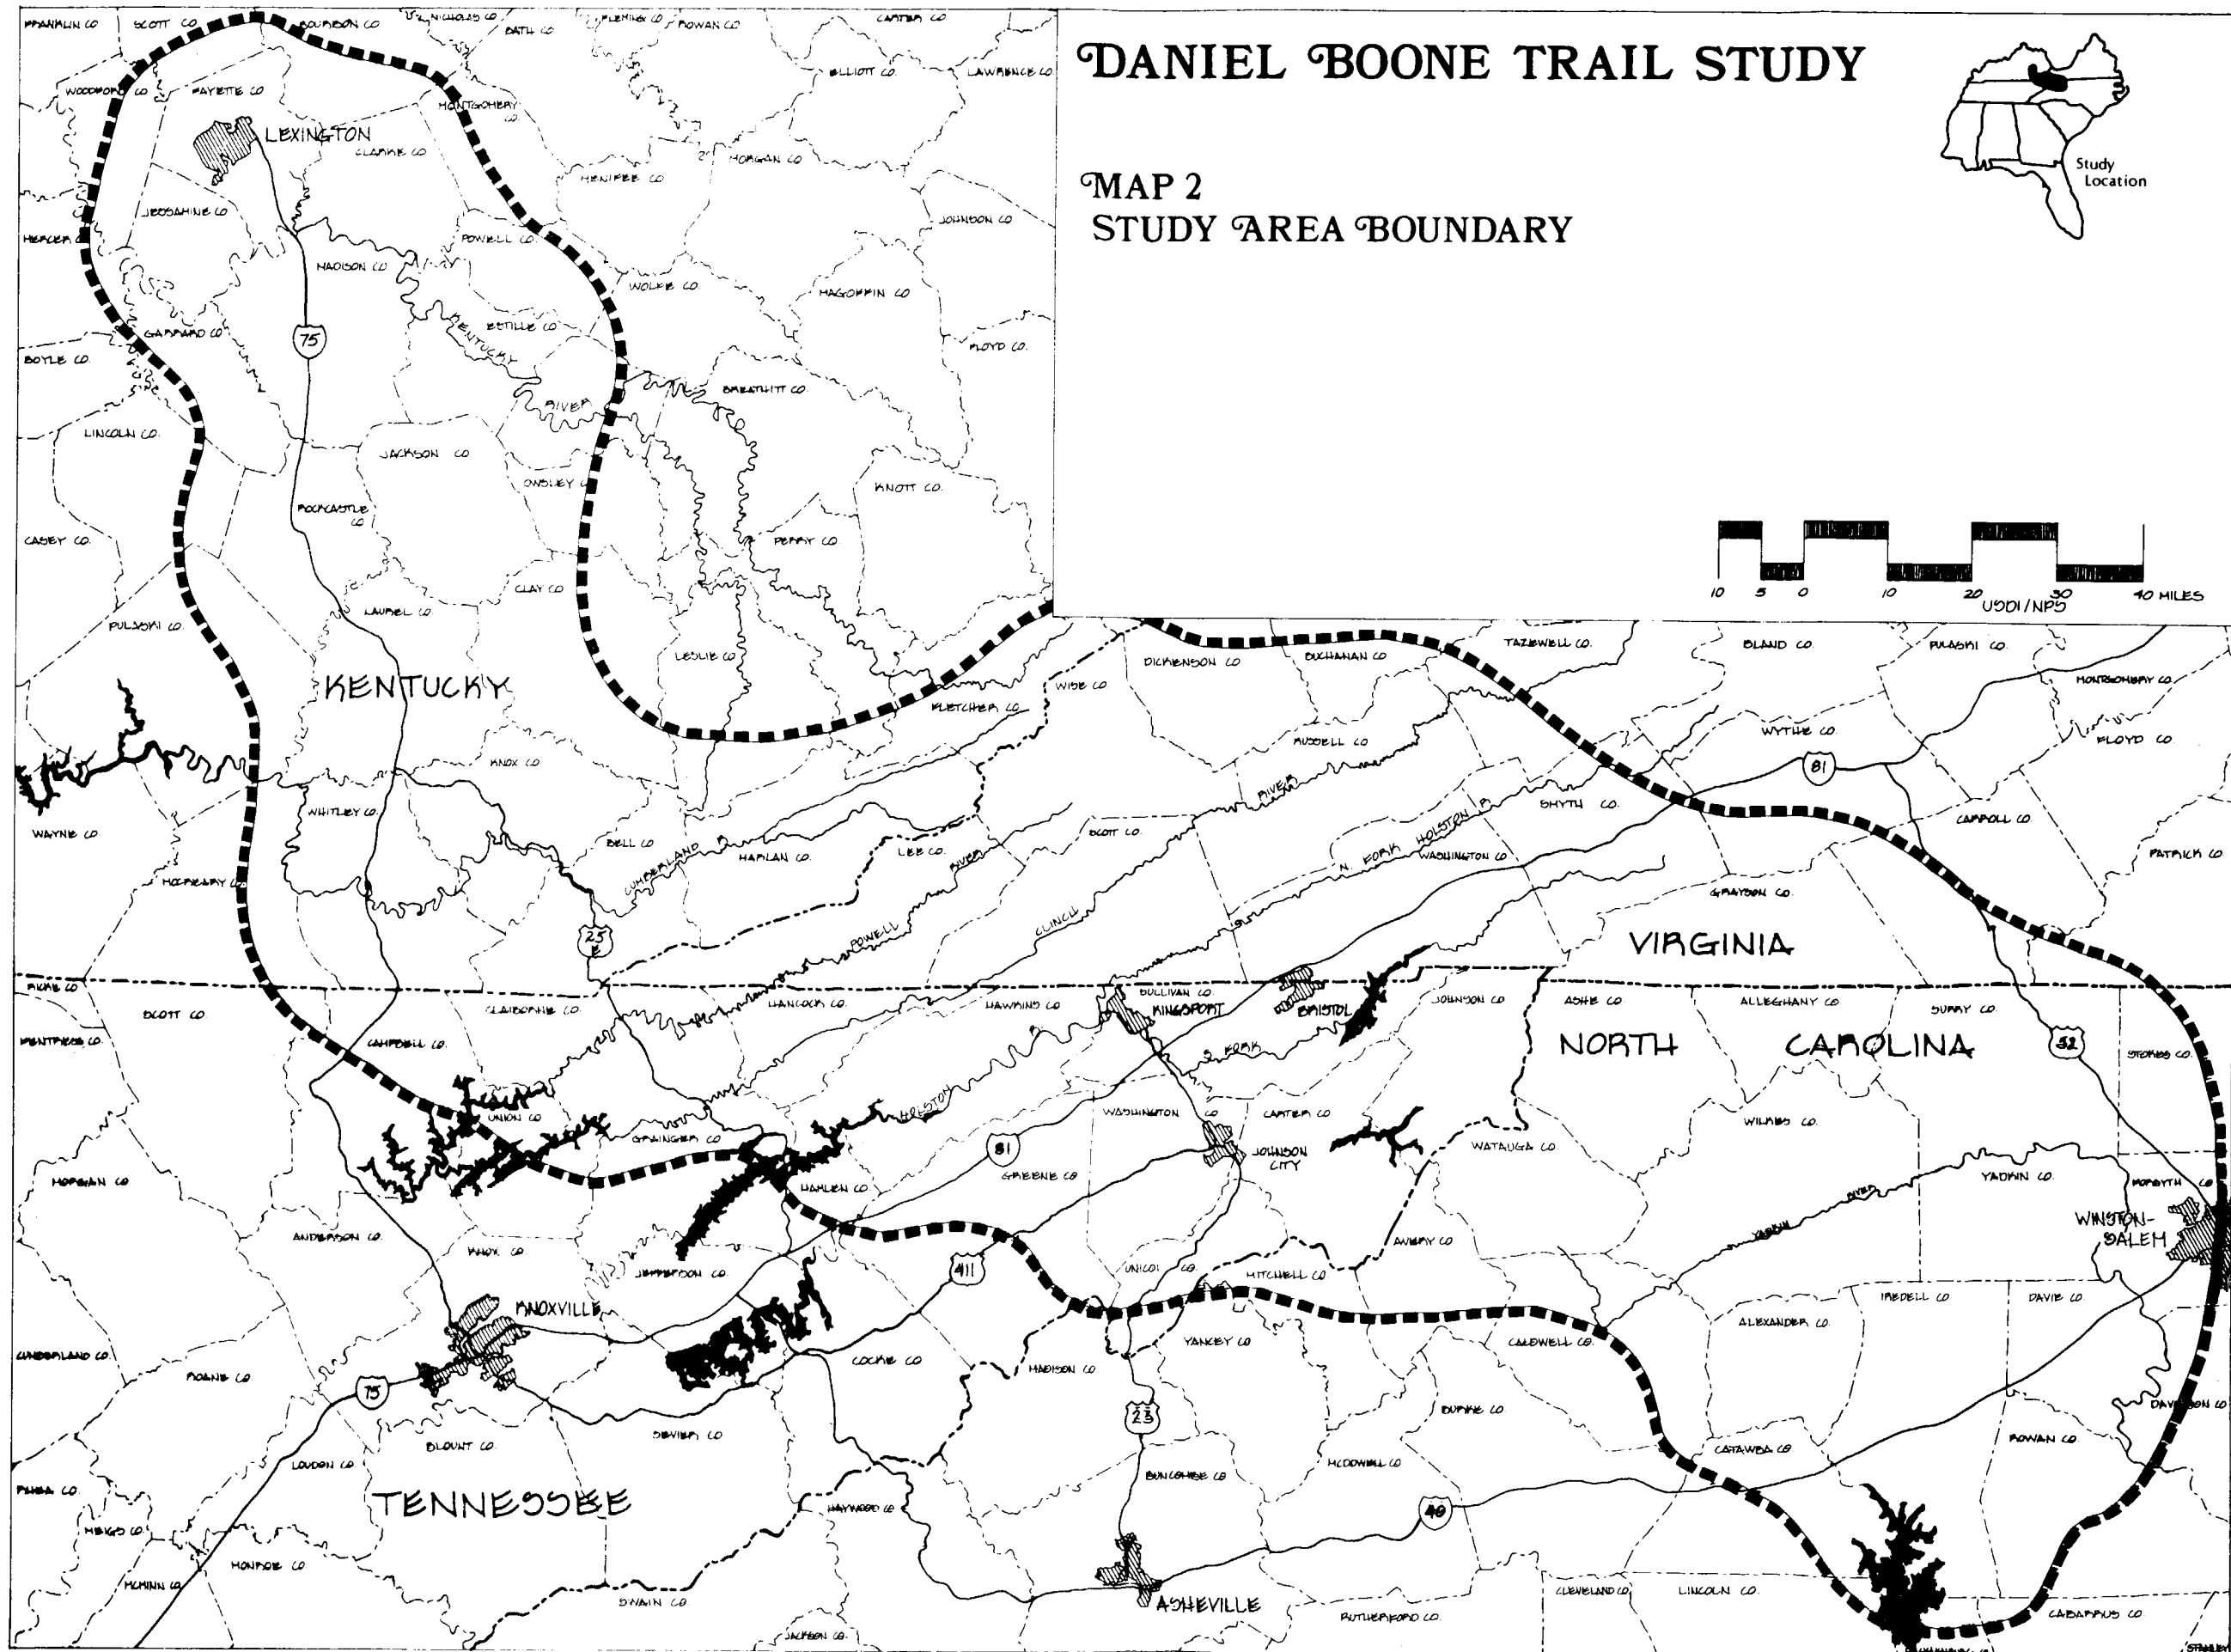 DANIEL BOONE TRAIL STUDY
MAP 2
STUDY AREA BOUNDARY
Study
Location
10 5 0 10 20 30 40 MILES
USDI/NPS
FRANKLIN CO
SCOTT CO
BOURBON CO
NICHOLAS CO
BATH CO
FLEMING CO
ROWAN CO
CARTER CO
ELLIOTT CO.
LAWRENCE CO.
WOODFORD CO
FAYETTE CO
MONTGOMERY
CO.
LEXINGTON
CLARKE CO
MORGAN CO
MENIFEE CO
JESSAMINE CO
JOHNSON CO
MERCER C
POWELL CO.
MADISON CO
WOLFE CO.
MAGOFFIN CO
GARRARD CO.
75
ESTILLE CO.
KENTUCKY
BOYLE CO.
FLOYD CO.
BREATHITT CO.
RIVER
LINCOLN CO.
JACKSON CO
OWSLEY C
KNOTT CO.
ROCKCASTLE
CO
CASEY CO.
PERRY CO.
CLAY CO
LAUREL CO
PULASKI CO.
LESLIE CO
KENTUCKY
DICKENSON CO
BUCHANAN CO
TAZEWELL CO.
BLAND CO.
PULASKI CO.
MONTGOMERY CO.
WISE CO.
FLETCHER CO
RUSSELL CO
WYTHE CO.
FLOYD CO.
KNOX CO
81
RIVER
WHITLEY CO.
SMYTH CO.
WAYNE CO.
BELL CO
CUMBERLAND R
HARLAN CO.
LEE CO.
RIVER
SCOTT CO.
N FORK HOLSTON R
WASHINGTON CO
CARROLL CO.
PATRICK CO
MCCREARY CO
GRAYSON CO.
25
E
POWELL
CLINCH
VIRGINIA
PICKE CO
SCOTT CO.
CLAIBORNE CO.
HANCOCK CO.
HAWKINS CO
SULLIVAN CO.
KINGSPORT
BRISTOL
JOHNSON CO
ASHE CO.
ALLEGHANY CO.
SURRY CO.
FENTRESS CO.
CAMPBELL CO.
S FORK
NORTH CAROLINA
52
STOKES CO.
UNION CO
HOLSTON
WASHINGTON CO
CARTER CO
WILKES CO.
GRAINGER CO
81
JOHNSON
CITY
WATAUGA CO.
MORGAN CO
HAMLEN CO.
GREENE CO
YADKIN CO.
FORSYTH CO
RIVER
YADKIN
WINSTON-
SALEM
ANDERSON CO.
KNOX CO
JEFFERSON CO.
411
UNICOI CO.
AVERY CO
MITCHELL CO.
KNOXVILLE
IREDELL CO
DAVIE CO.
ALEXANDER CO.
CUMBERLAND CO.
ROANE CO.
COCKE CO
MADISON CO.
YANCEY CO
CALDWELL CO.
75
23
BURKE CO
DAV ON CO
BLOUNT CO.
SEVIER CO
CATAWBA CO.
ROWAN CO.
LOUDON CO.
BUNCOMBE CO
MCDOWELL CO
RHEA CO.
TENNESSEE
HAYWOOD CO
40
MEIGS CO.
MONROE CO
MCMINN CO
SWAIN CO.
ASHEVILLE
CLEVELAND CO.
LINCOLN CO.
RUTHERFORD CO.
CABARRUS CO.
JACKSON CO.